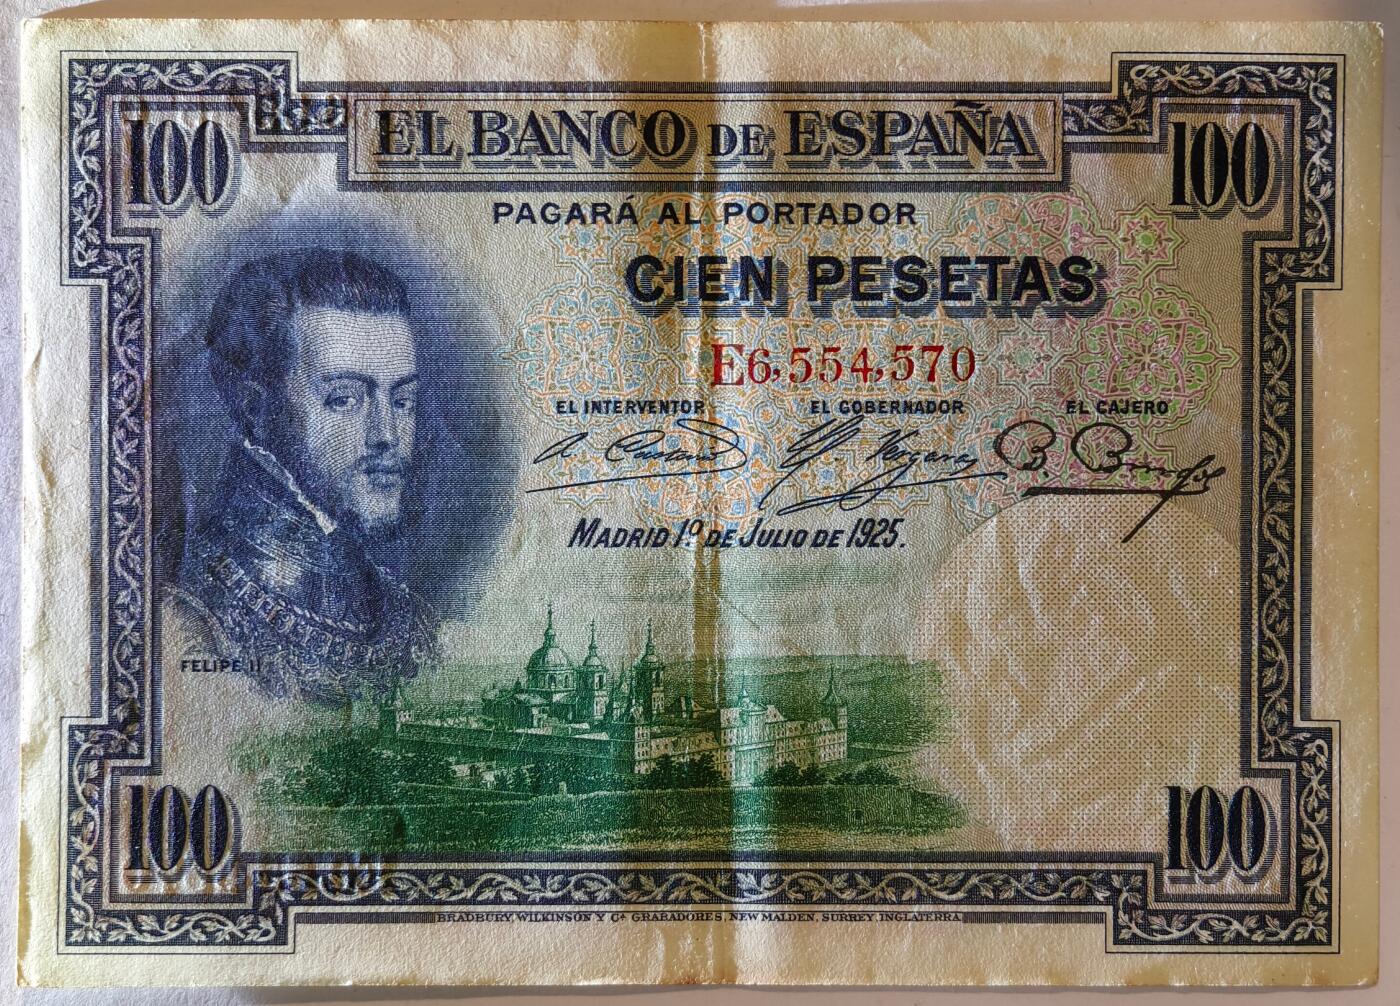 100 EL BANCO DE ESPAÑA 100
PAGARÁ AL PORTADOR
CIEN PESETAS
E6,554,570
EL INTERVENTOR EL GOBERNADOR EL CAJERO
MADRID 1º DE JULIO DE 1925.
FELIPE II
100 100
BRADBURY, WILKINSON Y Cª GRABADORES, NEW MALDEN, SURREY, INGLATERRA.